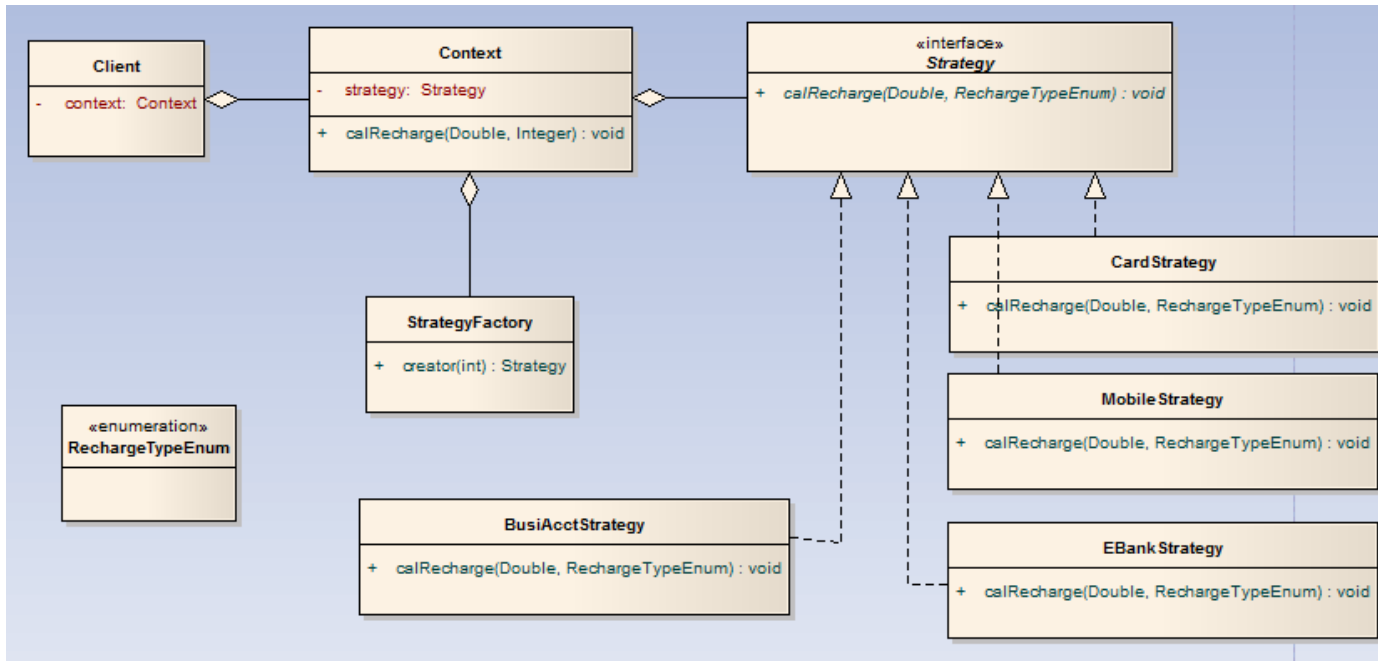 Client
- context: Context
Context
- strategy: Strategy
+ calRecharge(Double, Integer) : void
«interface»
Strategy
+ calRecharge(Double, RechargeTypeEnum) : void
StrategyFactory
+ creator(int) : Strategy
«enumeration»
RechargeTypeEnum
CardStrategy
+ calRecharge(Double, RechargeTypeEnum) : void
MobileStrategy
+ calRecharge(Double, RechargeTypeEnum) : void
BusiAcctStrategy
+ calRecharge(Double, RechargeTypeEnum) : void
EBankStrategy
+ calRecharge(Double, RechargeTypeEnum) : void